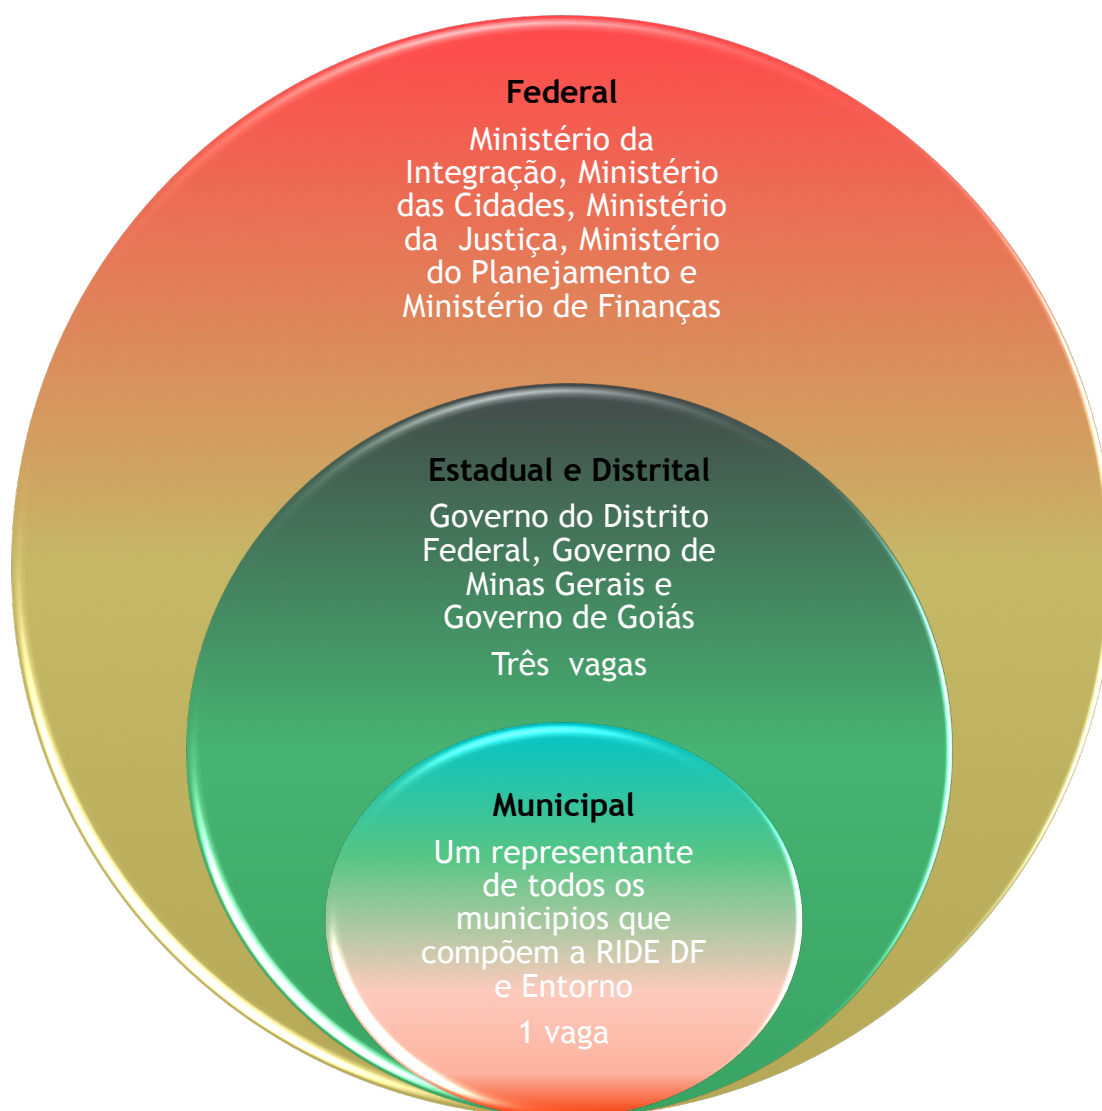 Federal
Ministério da
Integração, Ministério
das Cidades, Ministério
da  Justiça, Ministério
do Planejamento e
Ministério de Finanças
Estadual e Distrital
Governo do Distrito
Federal, Governo de
Minas Gerais e
Governo de Goiás
Três  vagas
Municipal
Um representante
de todos os
municipios que
compõem a RIDE DF
e Entorno
1 vaga